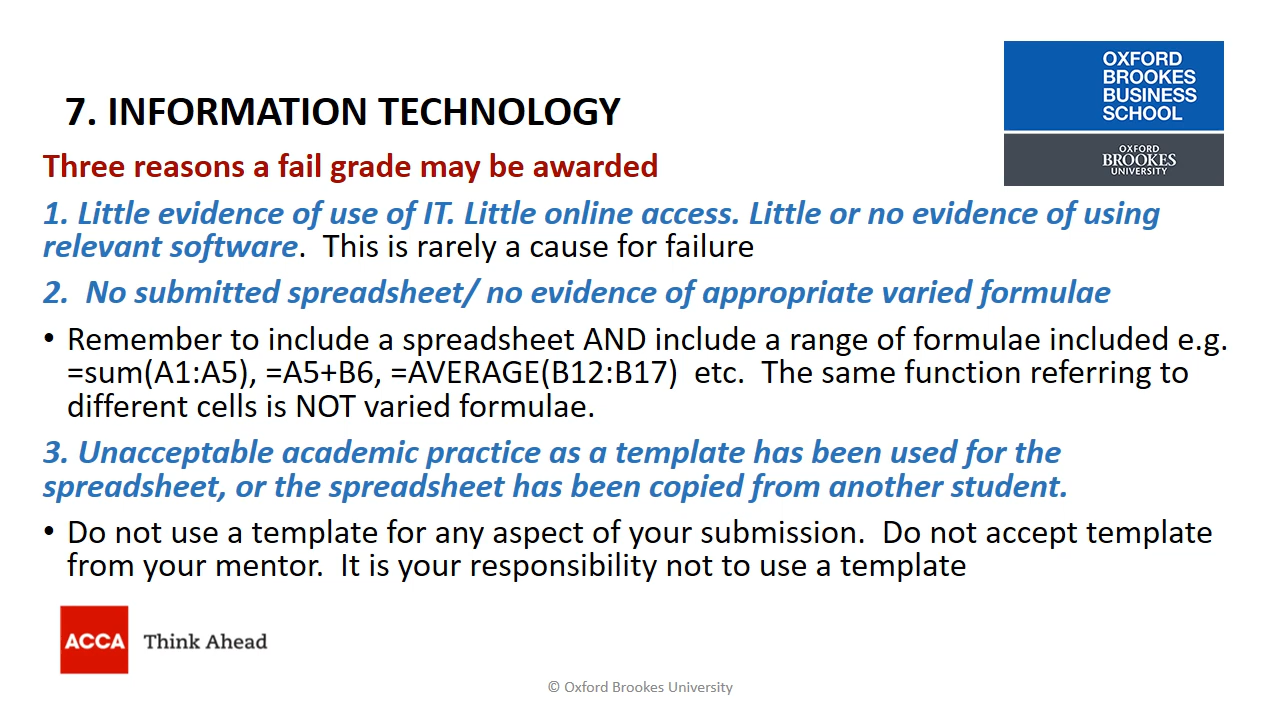 OXFORD
BROOKES
BUSINESS
SCHOOL
OXFORD
BROOKES
UNIVERSITY
7. INFORMATION TECHNOLOGY
Three reasons a fail grade may be awarded
1. Little evidence of use of IT. Little online access. Little or no evidence of using
relevant software.  This is rarely a cause for failure
2.  No submitted spreadsheet/ no evidence of appropriate varied formulae
• Remember to include a spreadsheet AND include a range of formulae included e.g.
=sum(A1:A5), =A5+B6, =AVERAGE(B12:B17)  etc.  The same function referring to
different cells is NOT varied formulae.
3. Unacceptable academic practice as a template has been used for the
spreadsheet, or the spreadsheet has been copied from another student.
• Do not use a template for any aspect of your submission.  Do not accept template
from your mentor.  It is your responsibility not to use a template
ACCA Think Ahead
© Oxford Brookes University